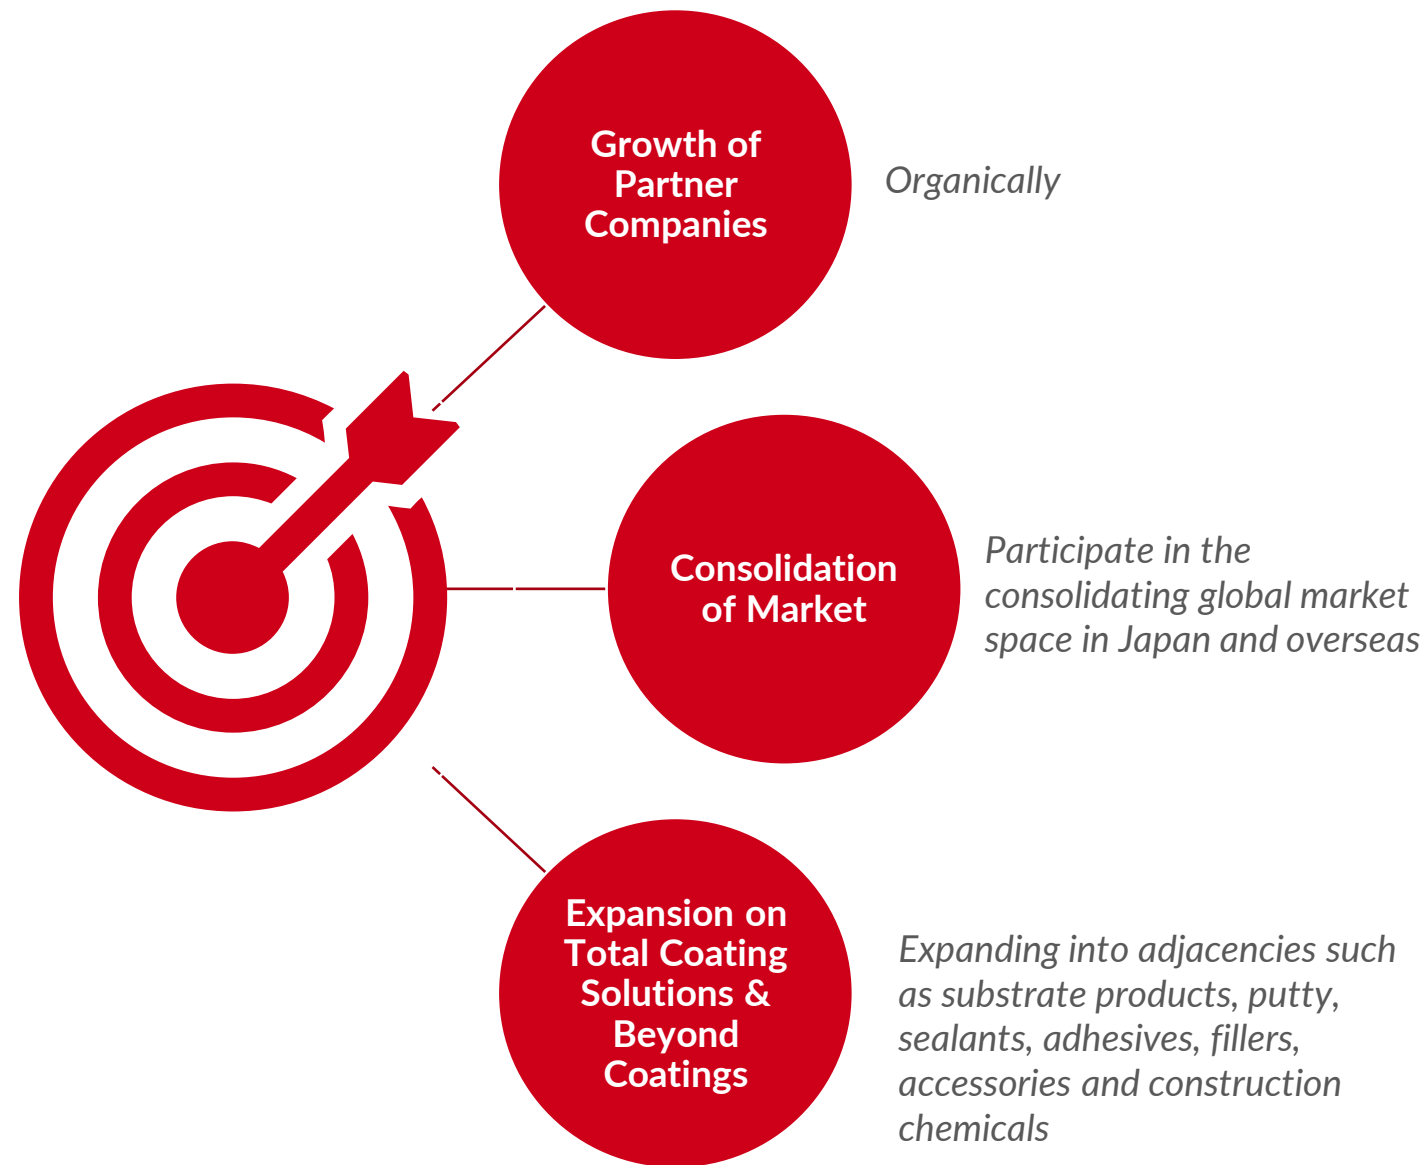 Growth of
Partner
Companies
Organically
Consolidation
of Market
Participate in the
consolidating global market
space in Japan and overseas
Expansion on
Total Coating
Solutions &
Beyond
Coatings
Expanding into adjacencies such
as substrate products, putty,
sealants, adhesives, fillers,
accessories and construction
chemicals